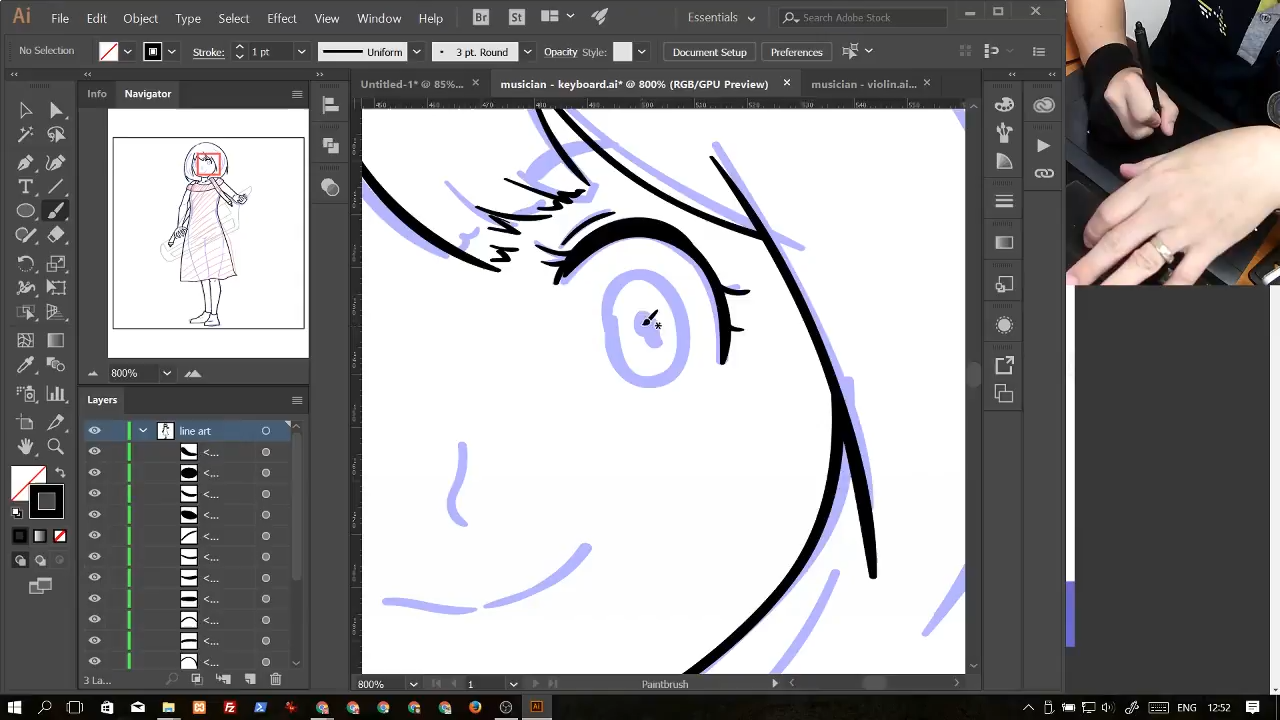 Ai File Edit Object Type Select View Window Help Br St Essentials Search Adobe Stock
No Selection Stroke: 1 pt Uniform 3 pt. Round Opacity Style: Document Setup Preferences
Info Navigator
Untitled-1* @ 85%... musician - keyboard.ai* @ 800% (RGB/GPU Preview) musician - violin.ai...
800%
Layers
line art
<...
<...
<...
<...
<...
<...
<...
<...
<...
<...
<...
3 La...
800% 1 Paintbrush
ENG 12:52